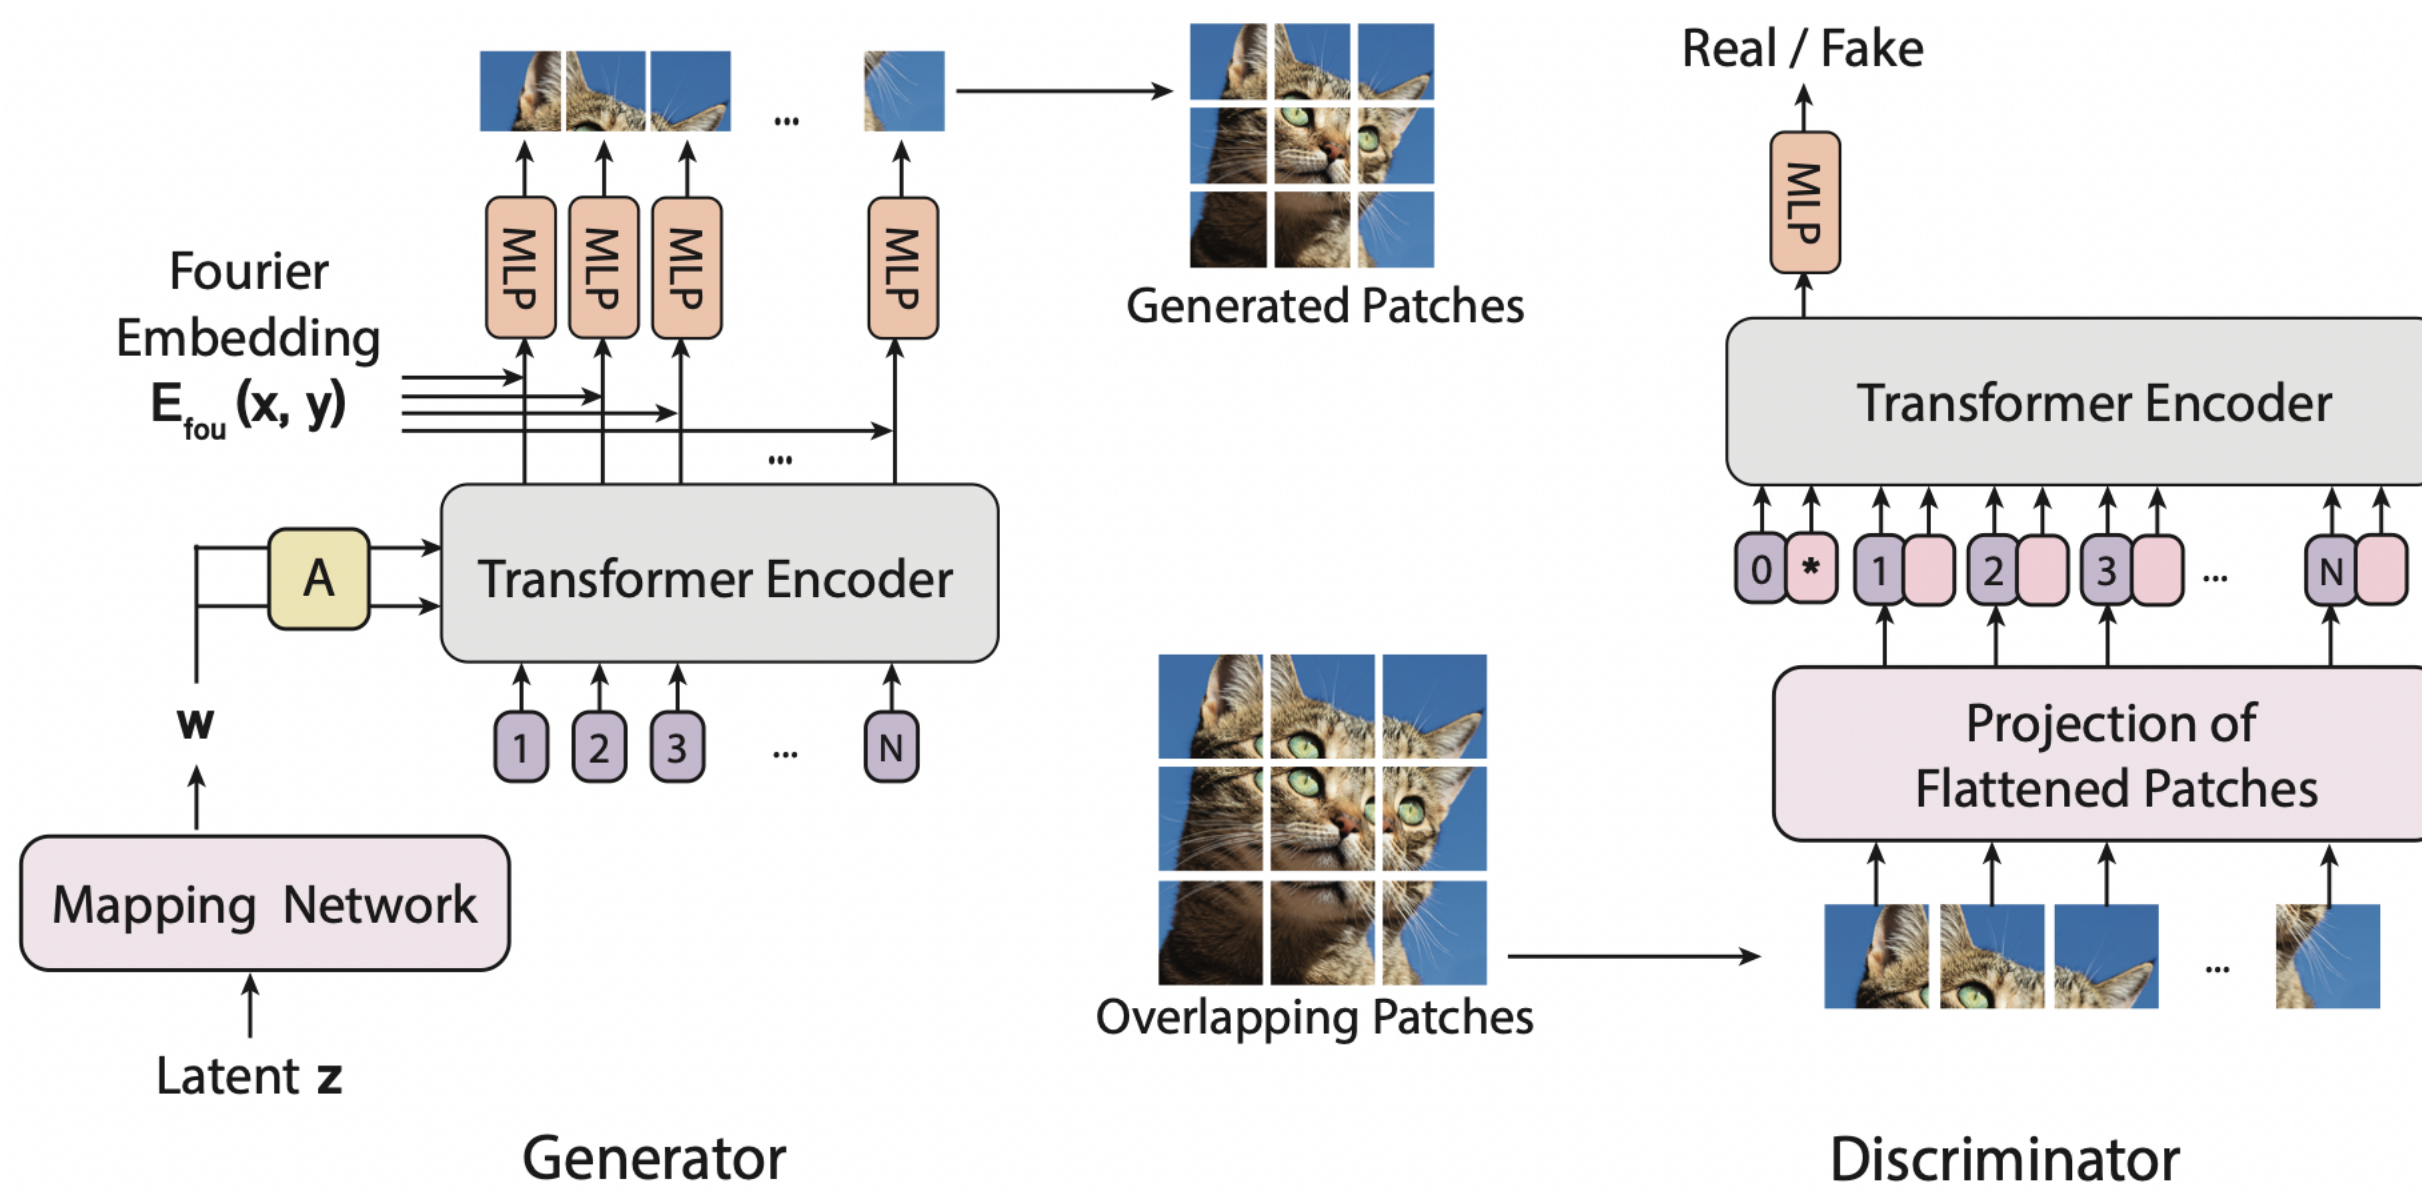 Fourier
Embedding
E_fou (x, y)
MLP
MLP
MLP
MLP
...
...
A
Transformer Encoder
1
2
3
...
N
w
Mapping Network
Latent z
Generator
Generated Patches
Overlapping Patches
Real / Fake
MLP
Transformer Encoder
0
*
1
2
3
...
N
Projection of
Flattened Patches
...
Discriminator